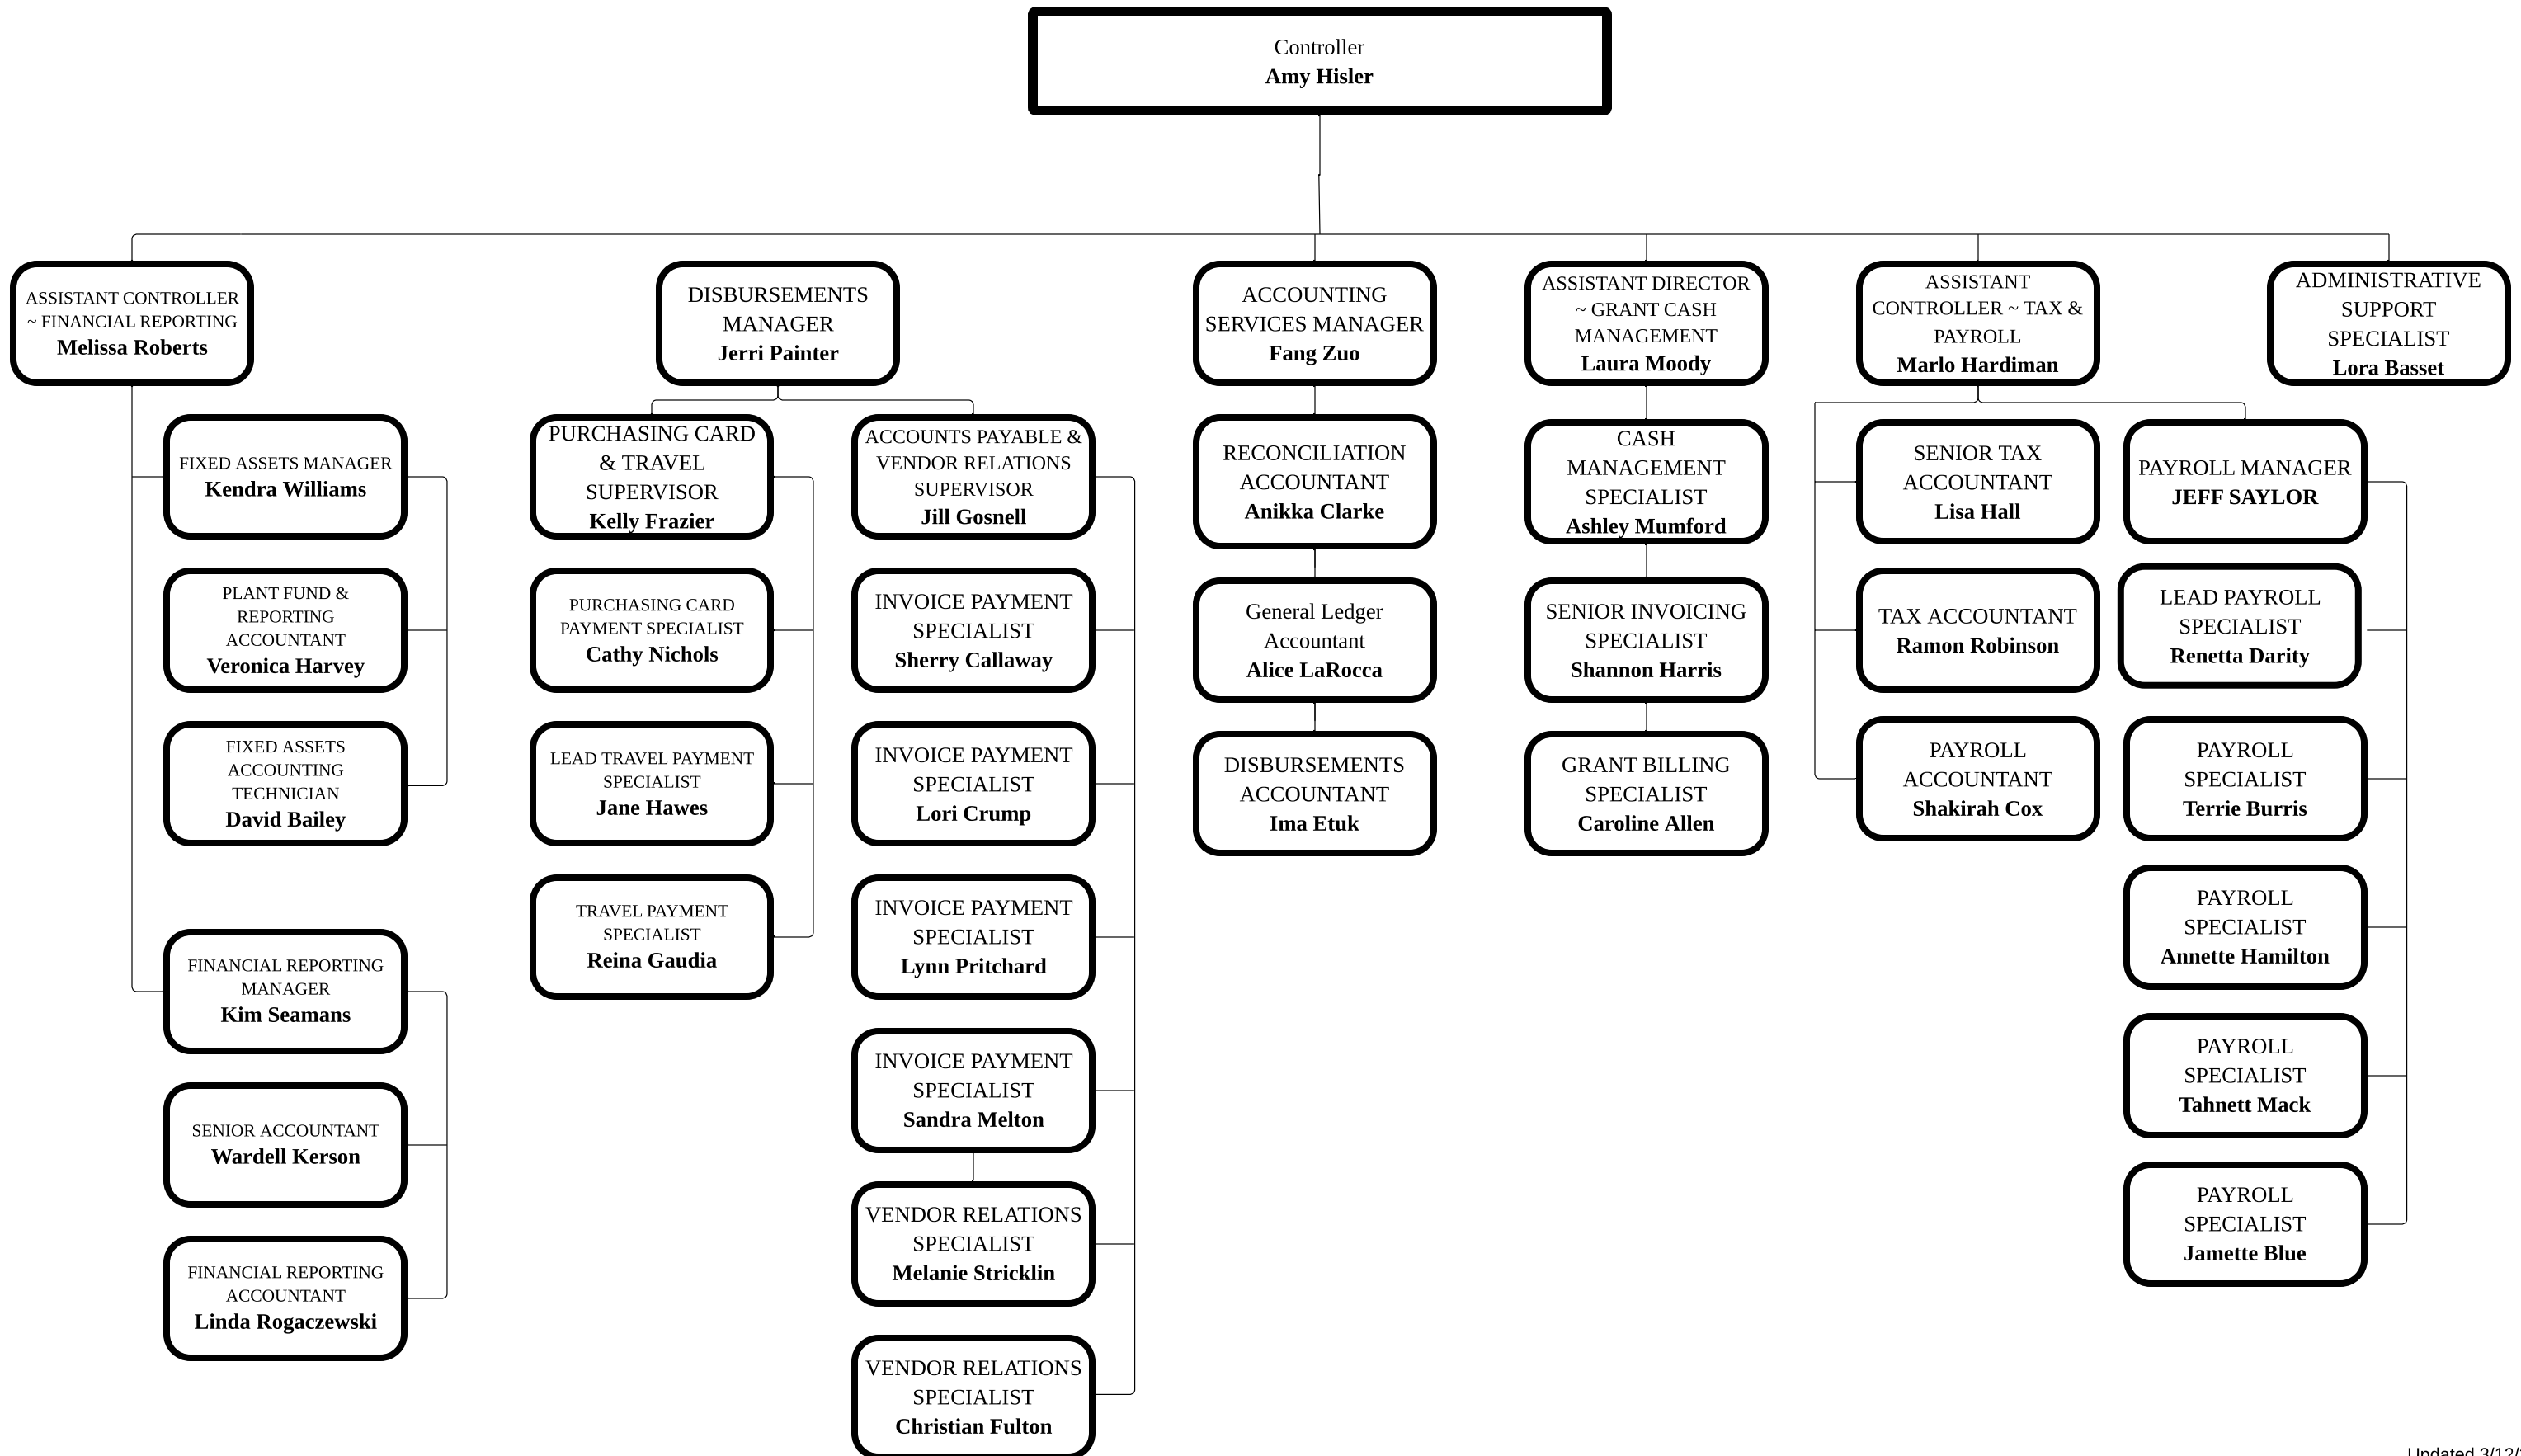 Controller
Amy Hisler
ASSISTANT CONTROLLER
~ FINANCIAL REPORTING
Melissa Roberts
DISBURSEMENTS
MANAGER
Jerri Painter
ACCOUNTING
SERVICES MANAGER
Fang Zuo
ASSISTANT DIRECTOR
~ GRANT CASH
MANAGEMENT
Laura Moody
ASSISTANT
CONTROLLER ~ TAX &
PAYROLL
Marlo Hardiman
ADMINISTRATIVE
SUPPORT
SPECIALIST
Lora Basset
FIXED ASSETS MANAGER
Kendra Williams
PLANT FUND &
REPORTING
ACCOUNTANT
Veronica Harvey
FIXED ASSETS
ACCOUNTING
TECHNICIAN
David Bailey
FINANCIAL REPORTING
MANAGER
Kim Seamans
SENIOR ACCOUNTANT
Wardell Kerson
FINANCIAL REPORTING
ACCOUNTANT
Linda Rogaczewski
PURCHASING CARD
& TRAVEL
SUPERVISOR
Kelly Frazier
PURCHASING CARD
PAYMENT SPECIALIST
Cathy Nichols
LEAD TRAVEL PAYMENT
SPECIALIST
Jane Hawes
TRAVEL PAYMENT
SPECIALIST
Reina Gaudia
ACCOUNTS PAYABLE &
VENDOR RELATIONS
SUPERVISOR
Jill Gosnell
INVOICE PAYMENT
SPECIALIST
Sherry Callaway
INVOICE PAYMENT
SPECIALIST
Lori Crump
INVOICE PAYMENT
SPECIALIST
Lynn Pritchard
INVOICE PAYMENT
SPECIALIST
Sandra Melton
VENDOR RELATIONS
SPECIALIST
Melanie Stricklin
VENDOR RELATIONS
SPECIALIST
Christian Fulton
RECONCILIATION
ACCOUNTANT
Anikka Clarke
General Ledger
Accountant
Alice LaRocca
DISBURSEMENTS
ACCOUNTANT
Ima Etuk
CASH
MANAGEMENT
SPECIALIST
Ashley Mumford
SENIOR INVOICING
SPECIALIST
Shannon Harris
GRANT BILLING
SPECIALIST
Caroline Allen
SENIOR TAX
ACCOUNTANT
Lisa Hall
TAX ACCOUNTANT
Ramon Robinson
PAYROLL
ACCOUNTANT
Shakirah Cox
PAYROLL MANAGER
JEFF SAYLOR
LEAD PAYROLL
SPECIALIST
Renetta Darity
PAYROLL
SPECIALIST
Terrie Burris
PAYROLL
SPECIALIST
Annette Hamilton
PAYROLL
SPECIALIST
Tahnett Mack
PAYROLL
SPECIALIST
Jamette Blue
Updated 3/12/